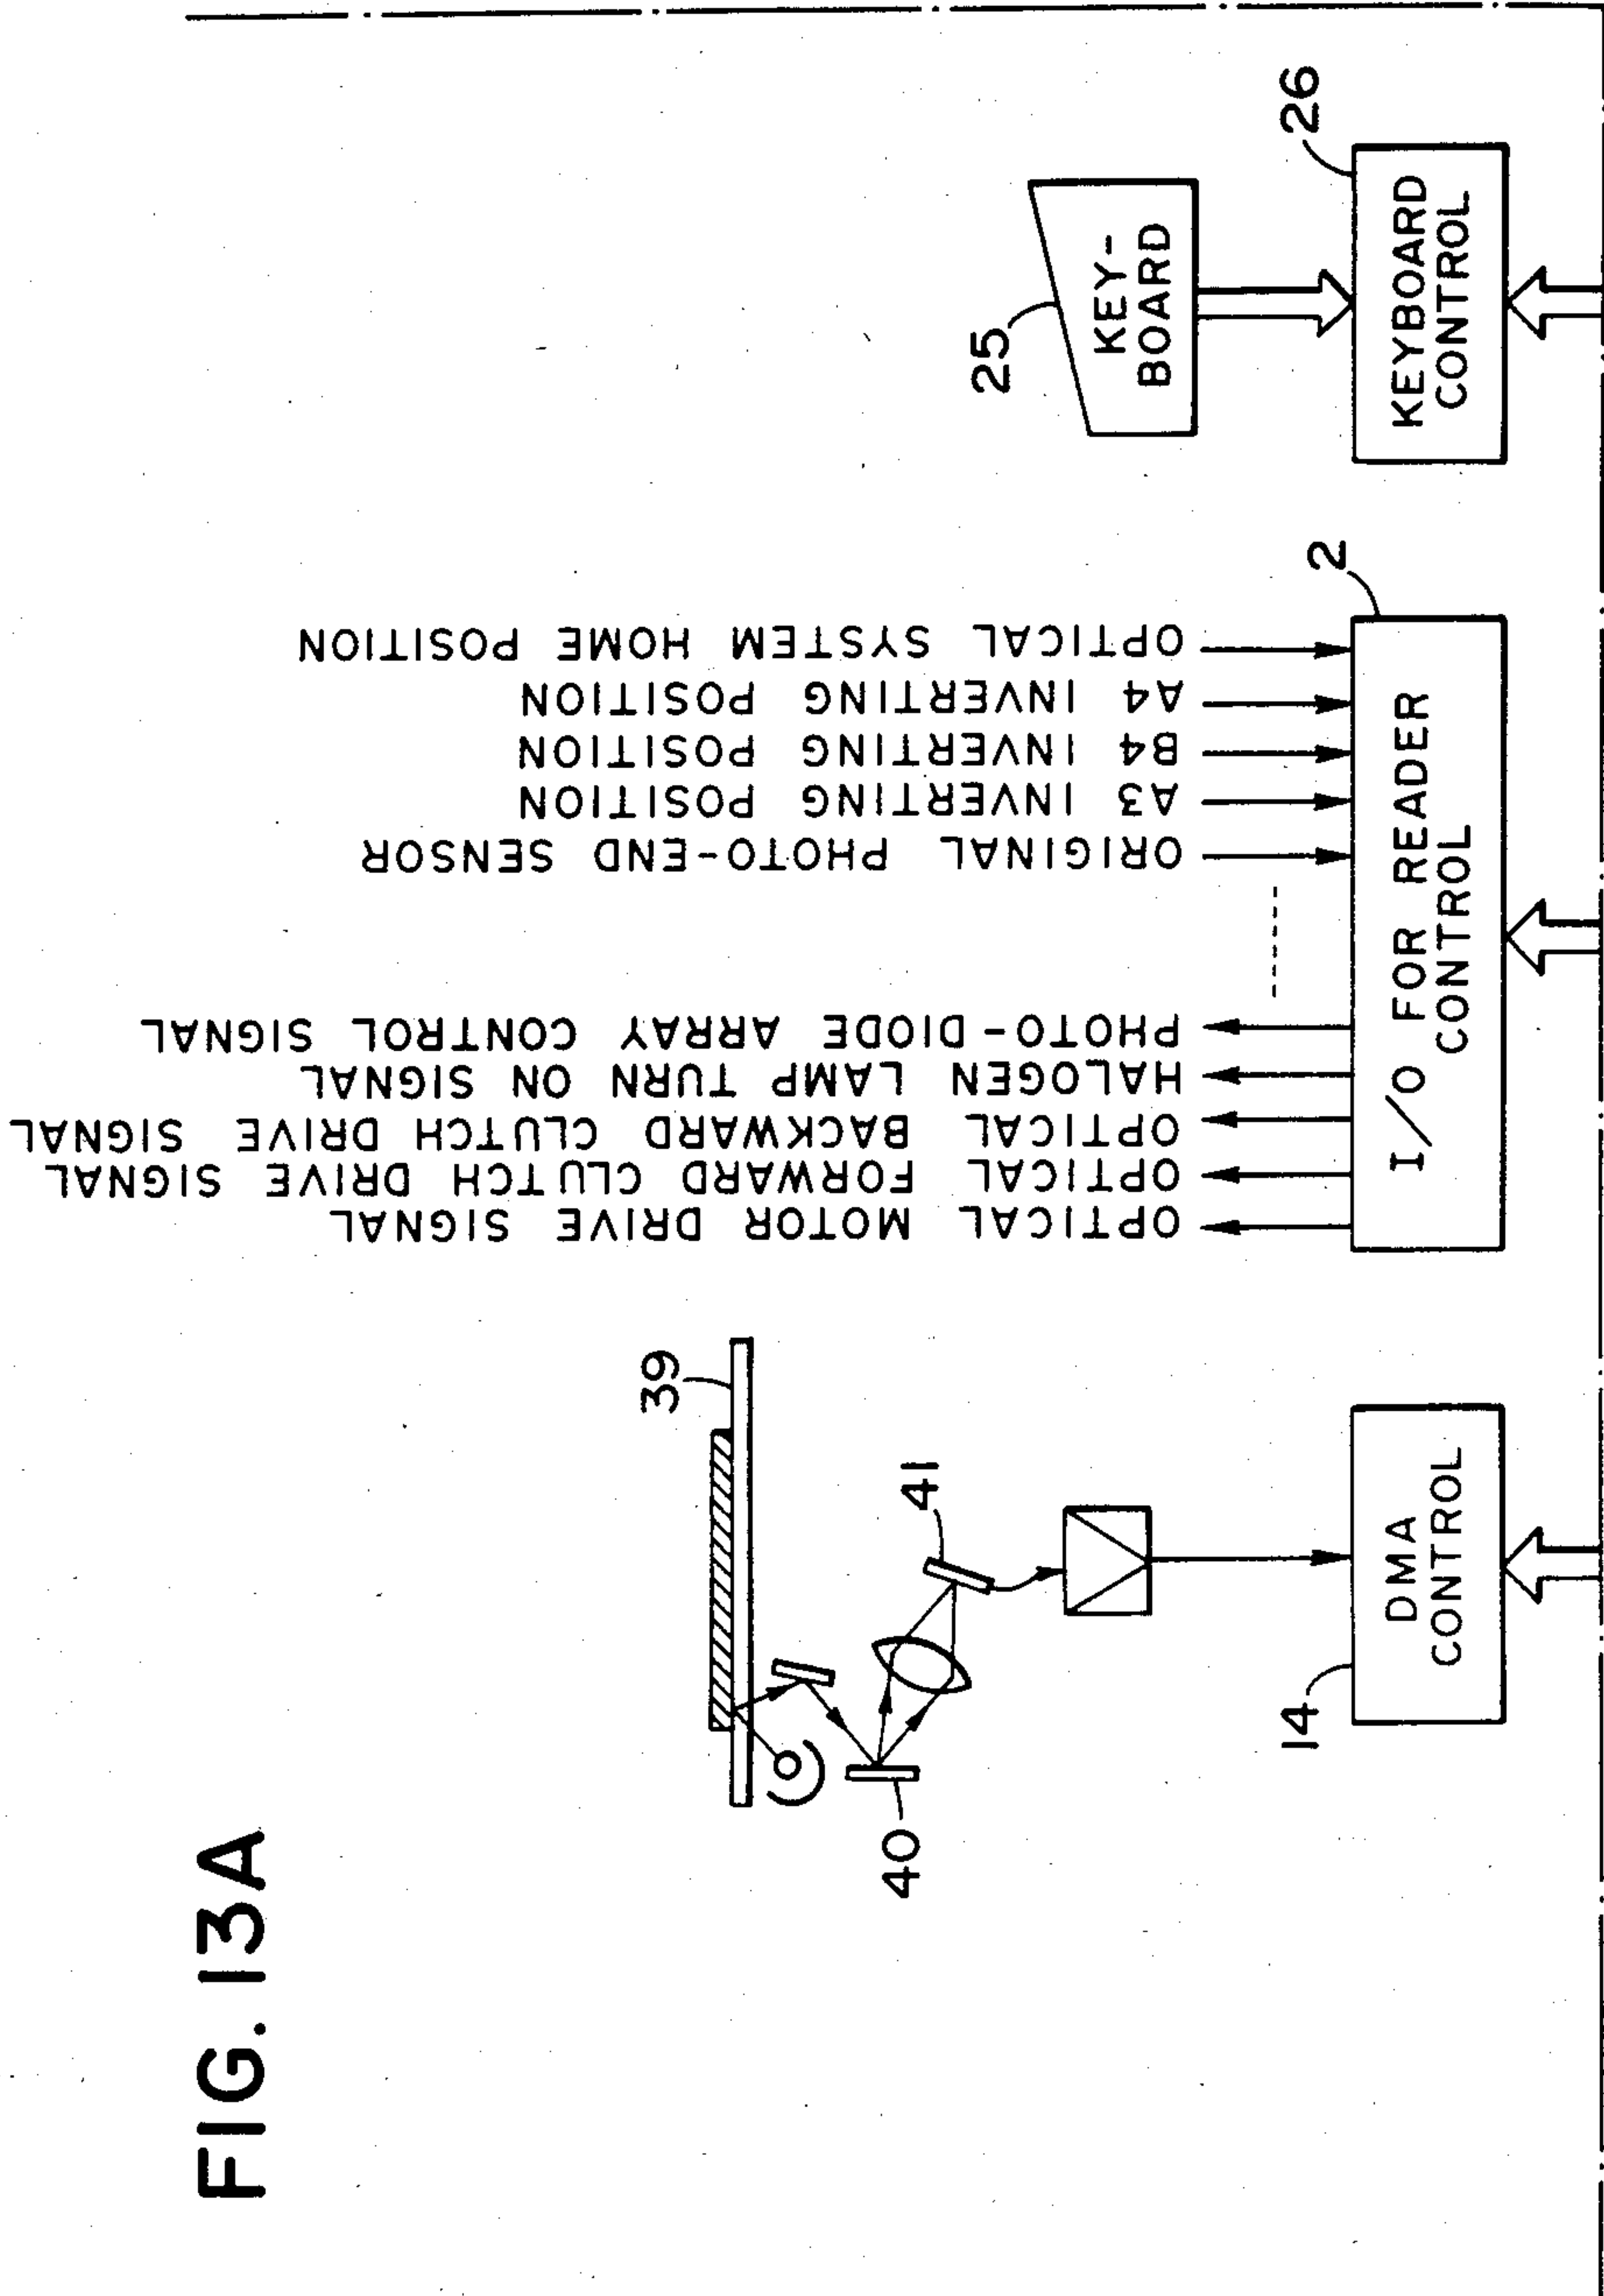 FIG. 13A
39
40
41
14
DMA
CONTROL
OPTICAL MOTOR DRIVE SIGNAL
OPTICAL FORWARD CLUTCH DRIVE SIGNAL
OPTICAL BACKWARD CLUTCH DRIVE SIGNAL
HALOGEN LAMP TURN ON SIGNAL
PHOTO-DIODE ARRAY CONTROL SIGNAL
ORIGINAL PHOTO-END SENSOR
A3 INVERTING POSITION
B4 INVERTING POSITION
A4 INVERTING POSITION
OPTICAL SYSTEM HOME POSITION
2
I/O FOR READER
CONTROL
25
KEY-
BOARD
26
KEYBOARD
CONTROL